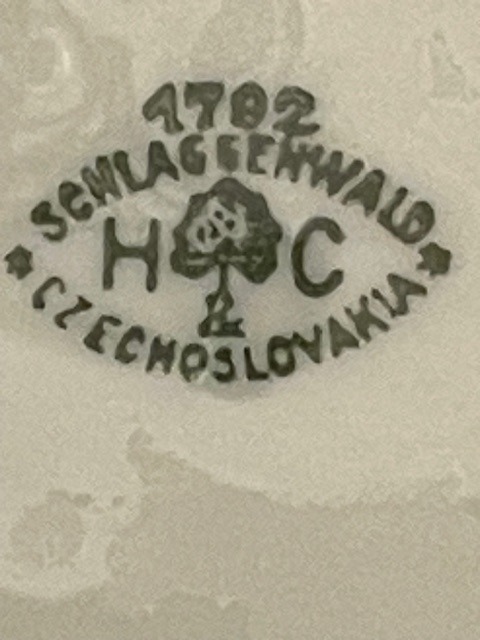 1792
SCHLAGGENWALD
H C
CZECHOSLOVAKIA